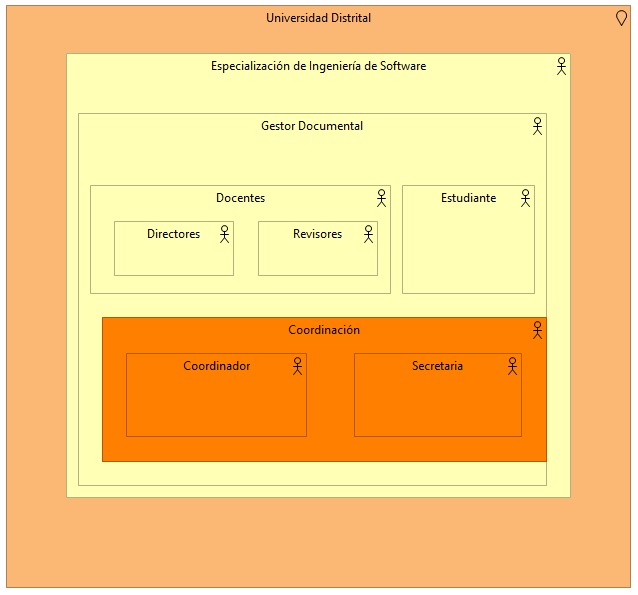 Universidad Distrital
Especialización de Ingeniería de Software
Gestor Documental
Docentes
Estudiante
Directores
Revisores
Coordinación
Coordinador
Secretaria